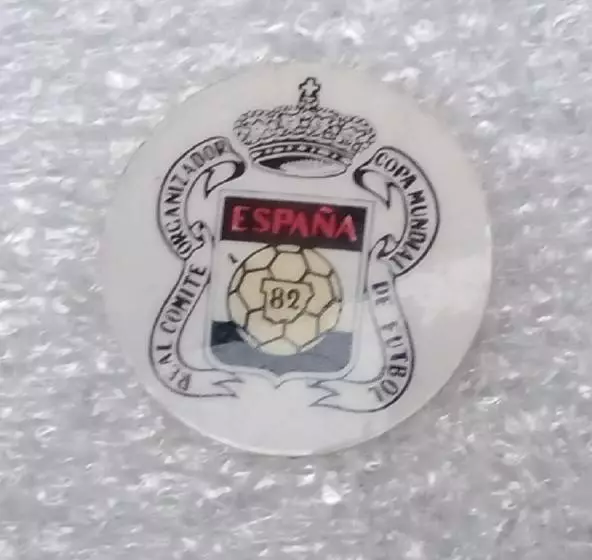 REAL COMITE ORGANIZADOR
COPA MUNDIAL DE FUTBOL
ESPAÑA
82